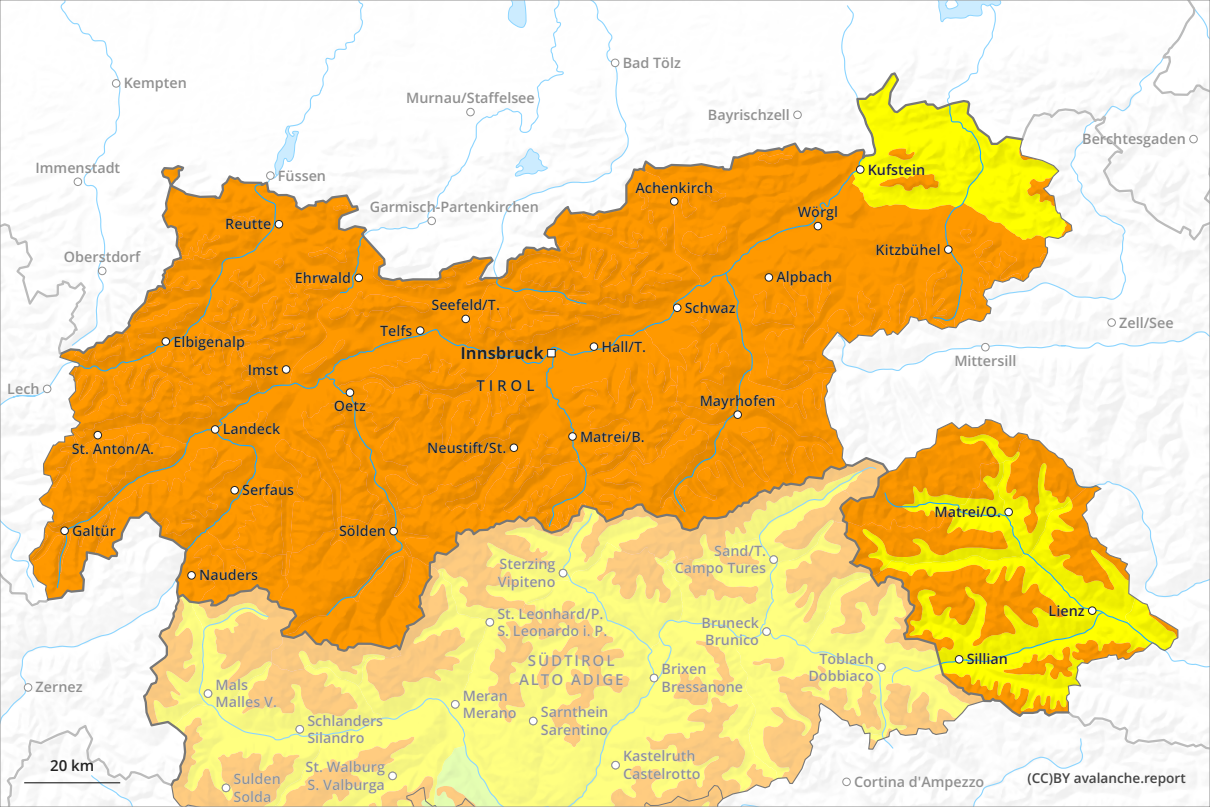 Bad Tölz
Kempten
Murnau/Staffelsee
Bayrischzell
Berchtesgaden
Immenstadt
Füssen
Kufstein
Achenkirch
Garmisch-Partenkirchen
Wörgl
Reutte
Kitzbühel
Oberstdorf
Ehrwald
Alpbach
Seefeld/T.
Schwaz
Telfs
Zell/See
Elbigenalp
Innsbruck
Hall/T.
Mittersill
Imst
TIROL
Lech
Oetz
Mayrhofen
Landeck
Matrei/B.
St. Anton/A.
Neustift/St.
Serfaus
Matrei/O.
Galtür
Sölden
Sand/T.
Campo Tures
Sterzing
Vipiteno
Nauders
Lienz
St. Leonhard/P.
S. Leonardo i. P.
Bruneck
Brunico
SÜDTIROL
ALTO ADIGE
Toblach
Dobbiaco
Sillian
Brixen
Bressanone
Zernez
Mals
Malles V.
Meran
Merano
Sarnthein
Sarentino
Schlanders
Silandro
Kastelruth
Castelrotto
20 km
St. Walburg
S. Valburga
Sulden
Solda
Cortina d'Ampezzo
(CC)BY avalanche.report